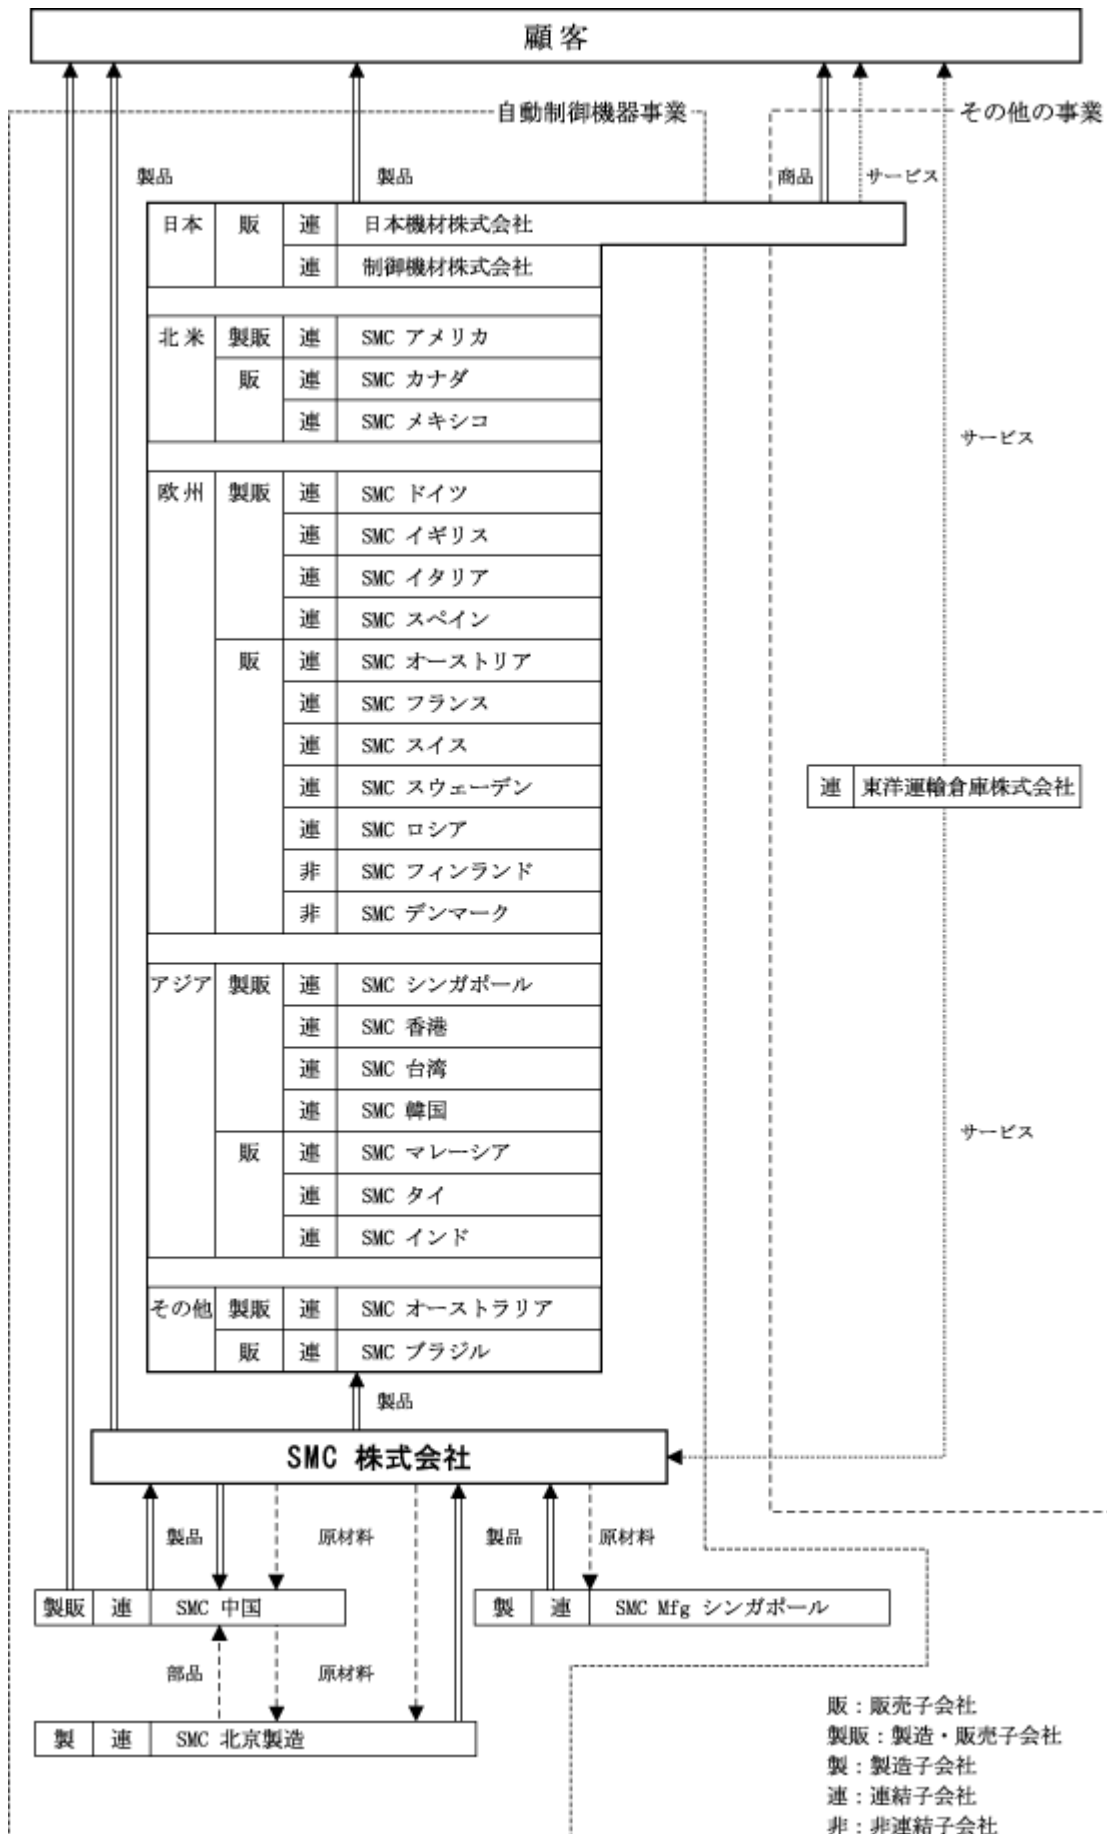 顧客
自動制御機器事業
その他の事業
製品
製品
商品
サービス
日本 販 連 日本機材株式会社
連 制御機材株式会社
北米 製販 連 SMC アメリカ
販 連 SMC カナダ
連 SMC メキシコ
サービス
欧州 製販 連 SMC ドイツ
連 SMC イギリス
連 SMC イタリア
連 SMC スペイン
販 連 SMC オーストリア
連 SMC フランス
連 SMC スイス
連 SMC スウェーデン
連 東洋運輸倉庫株式会社
連 SMC ロシア
非 SMC フィンランド
非 SMC デンマーク
アジア 製販 連 SMC シンガポール
連 SMC 香港
連 SMC 台湾
連 SMC 韓国
販 連 SMC マレーシア
サービス
連 SMC タイ
連 SMC インド
その他 製販 連 SMC オーストラリア
販 連 SMC ブラジル
製品
SMC 株式会社
製品
原材料
製品
原材料
製販 連 SMC 中国
製 連 SMC Mfg シンガポール
部品
原材料
製 連 SMC 北京製造
販:販売子会社
製販:製造・販売子会社
製:製造子会社
連:連結子会社
非:非連結子会社